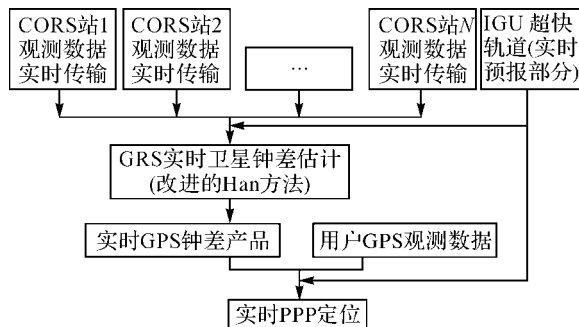 CORS站1
观测数据
实时传输
CORS站2
观测数据
实时传输
…
CORS站N
观测数据
实时传输
IGU 超快
轨道(实时
预报部分)
GRS实时卫星钟差估计
(改进的Han方法)
实时GPS钟差产品
用户GPS观测数据
实时PPP定位